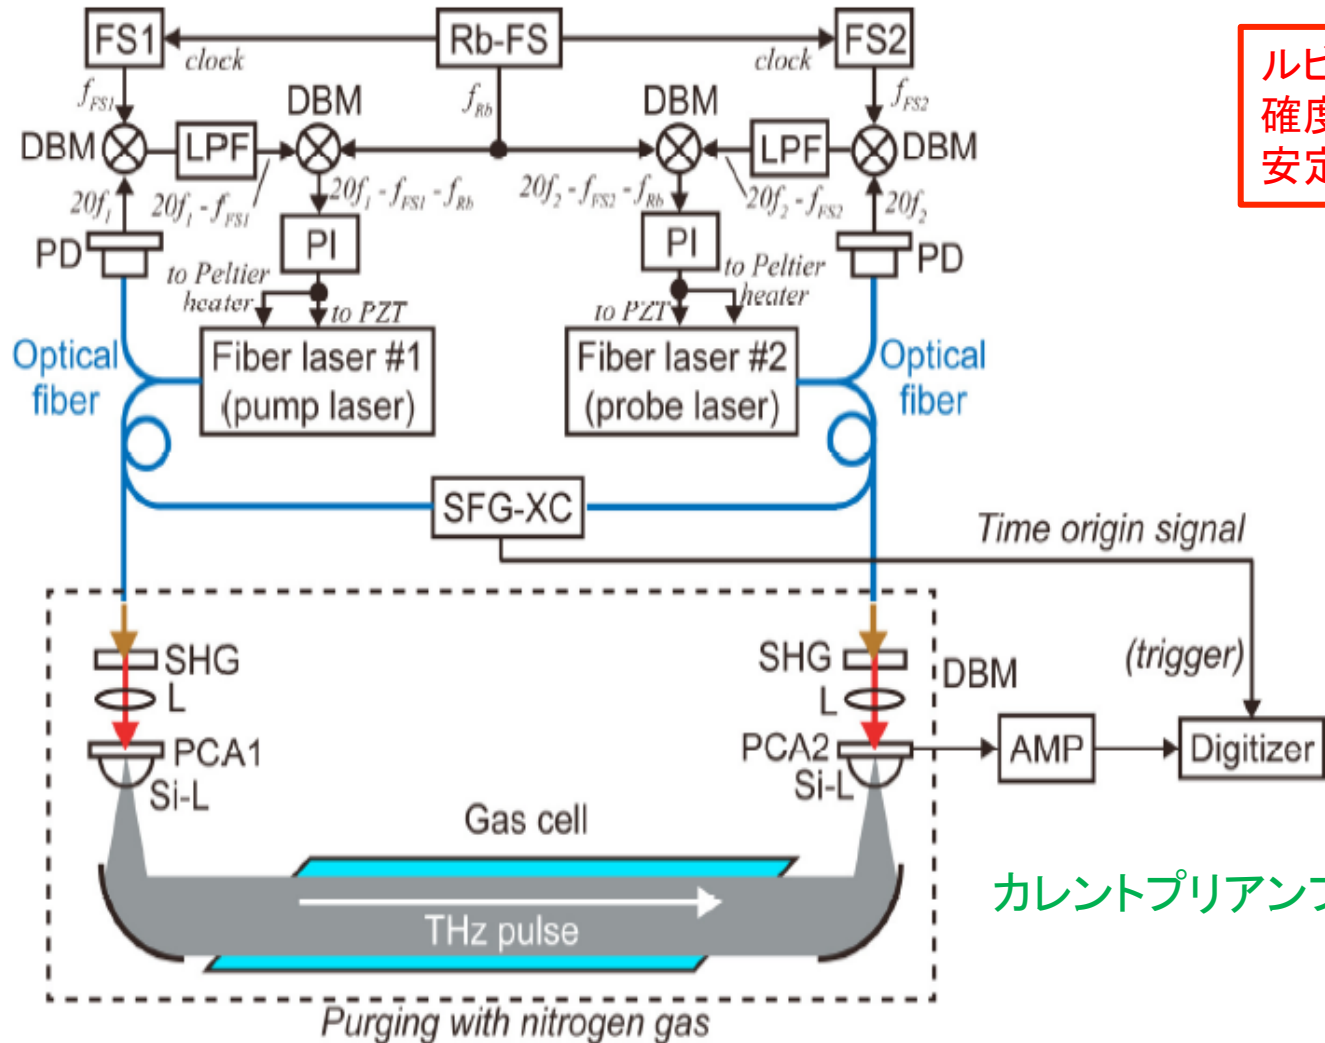 FS1
Rb-FS
FS2
clock
clock
f_FS1
f_Rb
f_FS2
DBM
DBM
DBM
LPF
LPF
DBM
20f_1
20f_1 - f_FS1
20f_1 - f_FS1 - f_Rb
20f_2 - f_FS2 - f_Rb
20f_2 - f_FS2
20f_2
PD
PI
PI
PD
to Peltier
heater
to PZT
to PZT
to Peltier
heater
Optical
fiber
Fiber laser #1
(pump laser)
Fiber laser #2
(probe laser)
Optical
fiber
SFG-XC
Time origin signal
(trigger)
SHG
L
PCA1
Si-L
SHG
L
PCA2
Si-L
DBM
AMP
Digitizer
Gas cell
THz pulse
Purging with nitrogen gas
ルビ
確度
安定
カレントプリアンプ